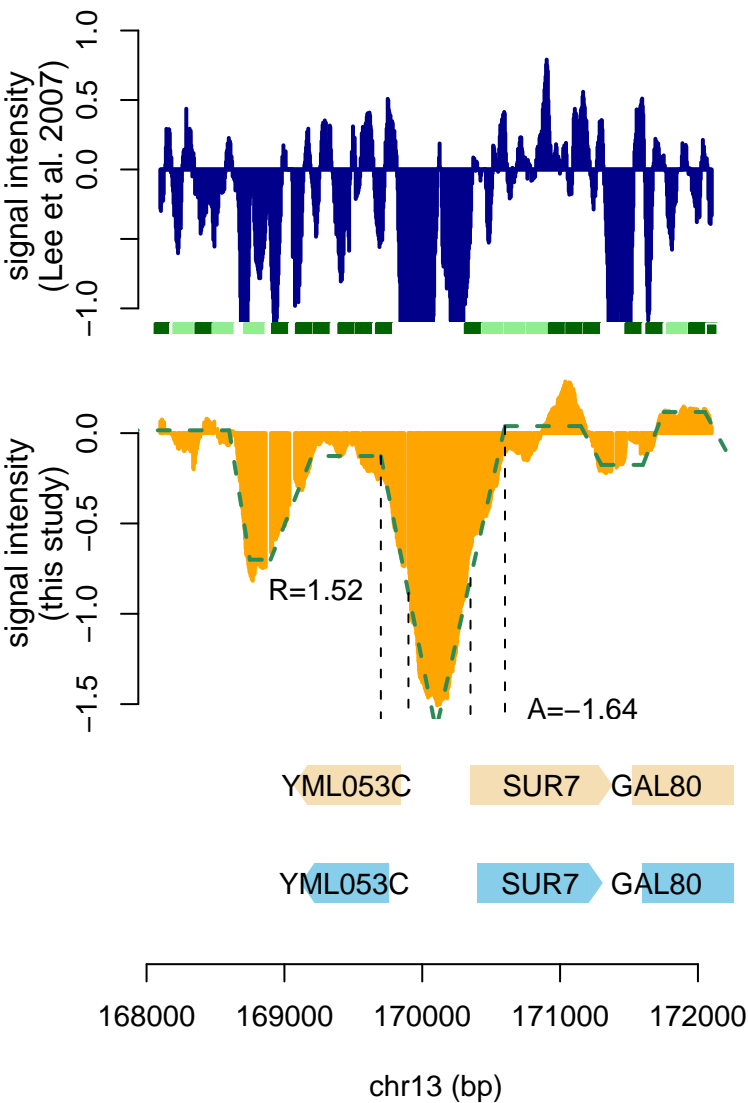 signal intensity
(Lee et al. 2007)
1.0
0.5
0.0
−1.0
signal intensity
(this study)
0.0
−0.5
−1.0
−1.5
R=1.52
A=−1.64
YML053C SUR7 GAL80
YML053C SUR7 GAL80
168000 169000 170000 171000 172000
chr13 (bp)